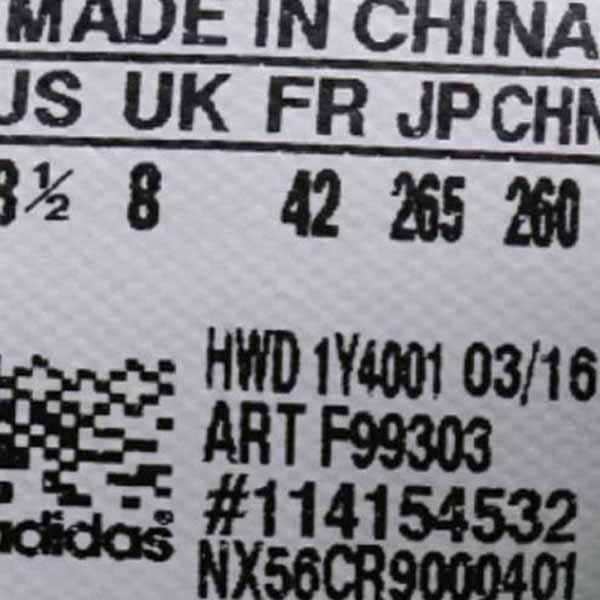 MADE IN CHINA
US UK FR JP CHN
8½ 8 42 265 260
HWD 1Y4001 03/16
ART F99303
#114154532
adidas®
NX56CR9000401